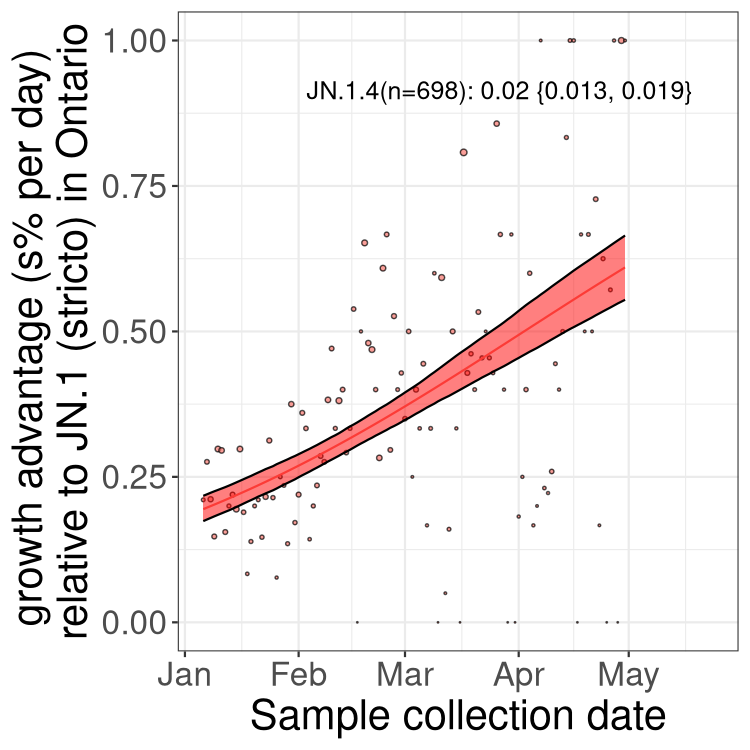 growth advantage (s% per day)
relative to JN.1 (stricto) in Ontario
1.00
0.75
0.50
0.25
0.00
JN.1.4(n=698): 0.02 {0.013, 0.019}
Jan Feb Mar Apr May
Sample collection date